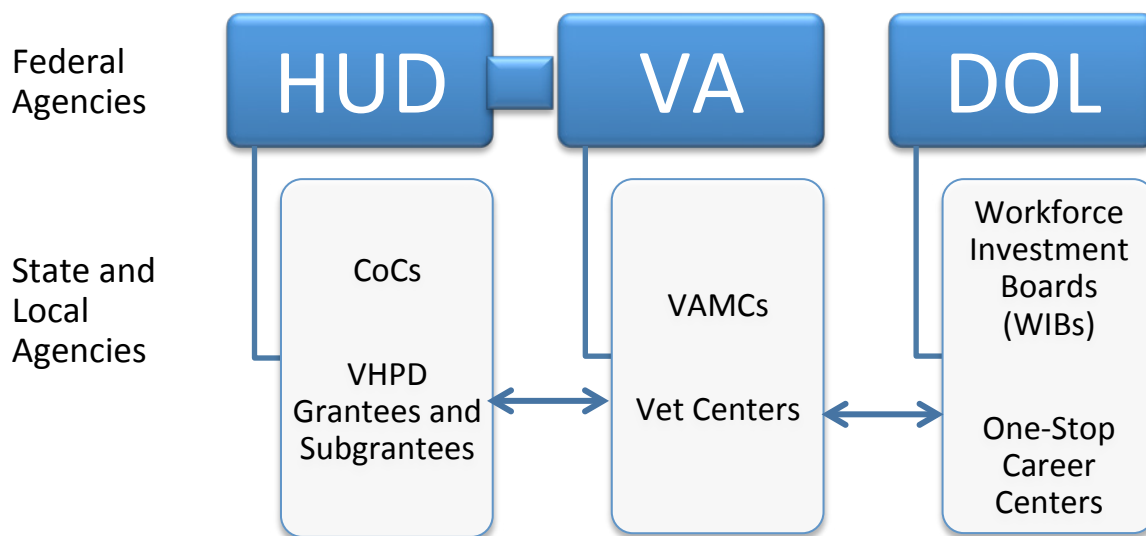 Federal
Agencies
HUD
VA
DOL
State and
Local
Agencies
CoCs
VHPD
Grantees and
Subgrantees
VAMCs
Vet Centers
Workforce
Investment
Boards
(WIBs)
One-Stop
Career
Centers